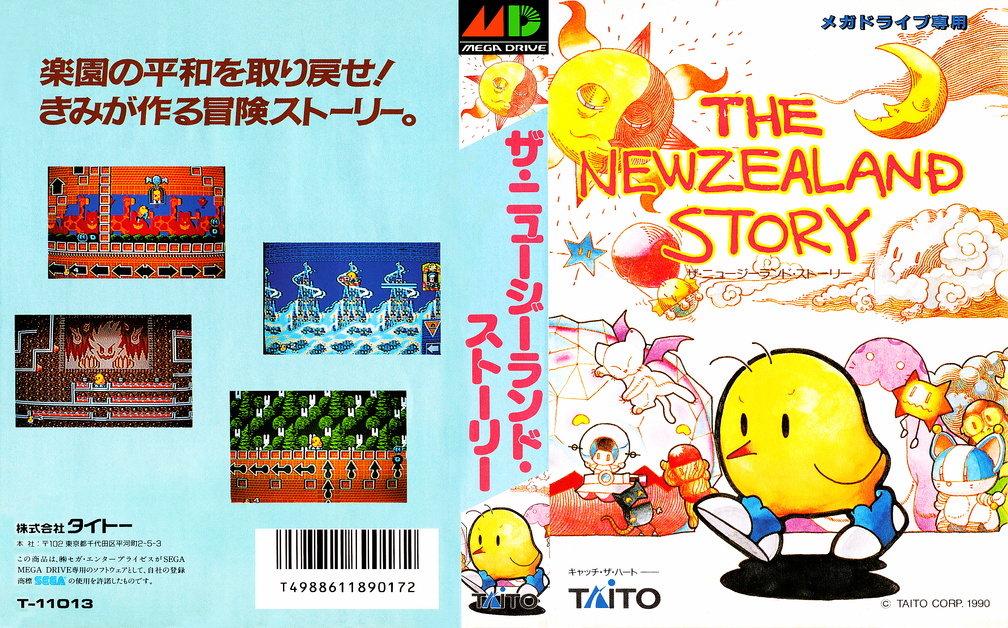 楽園の平和を取り戻せ!
きみが作る冒険ストーリー。
株式会社 タイトー
本 社:〒102 東京都千代田区平河町2-5-3
この商品は、㈱セガ・エンタープライゼスがSEGA
MEGA DRIVE専用のソフトウェアとして、自社の登録
商標 SEGA の使用を許諾したものです。
T-11013
T4988611890172
MD
MEGA DRIVE
ザ・ニュージーランド・
ストーリー
TAITO
メガドライブ専用
THE
NEWZEALAND
STORY
ザ・ニュージーランド・ストーリー
キャッチ・ザ・ハート
TAITO
© TAITO CORP. 1990